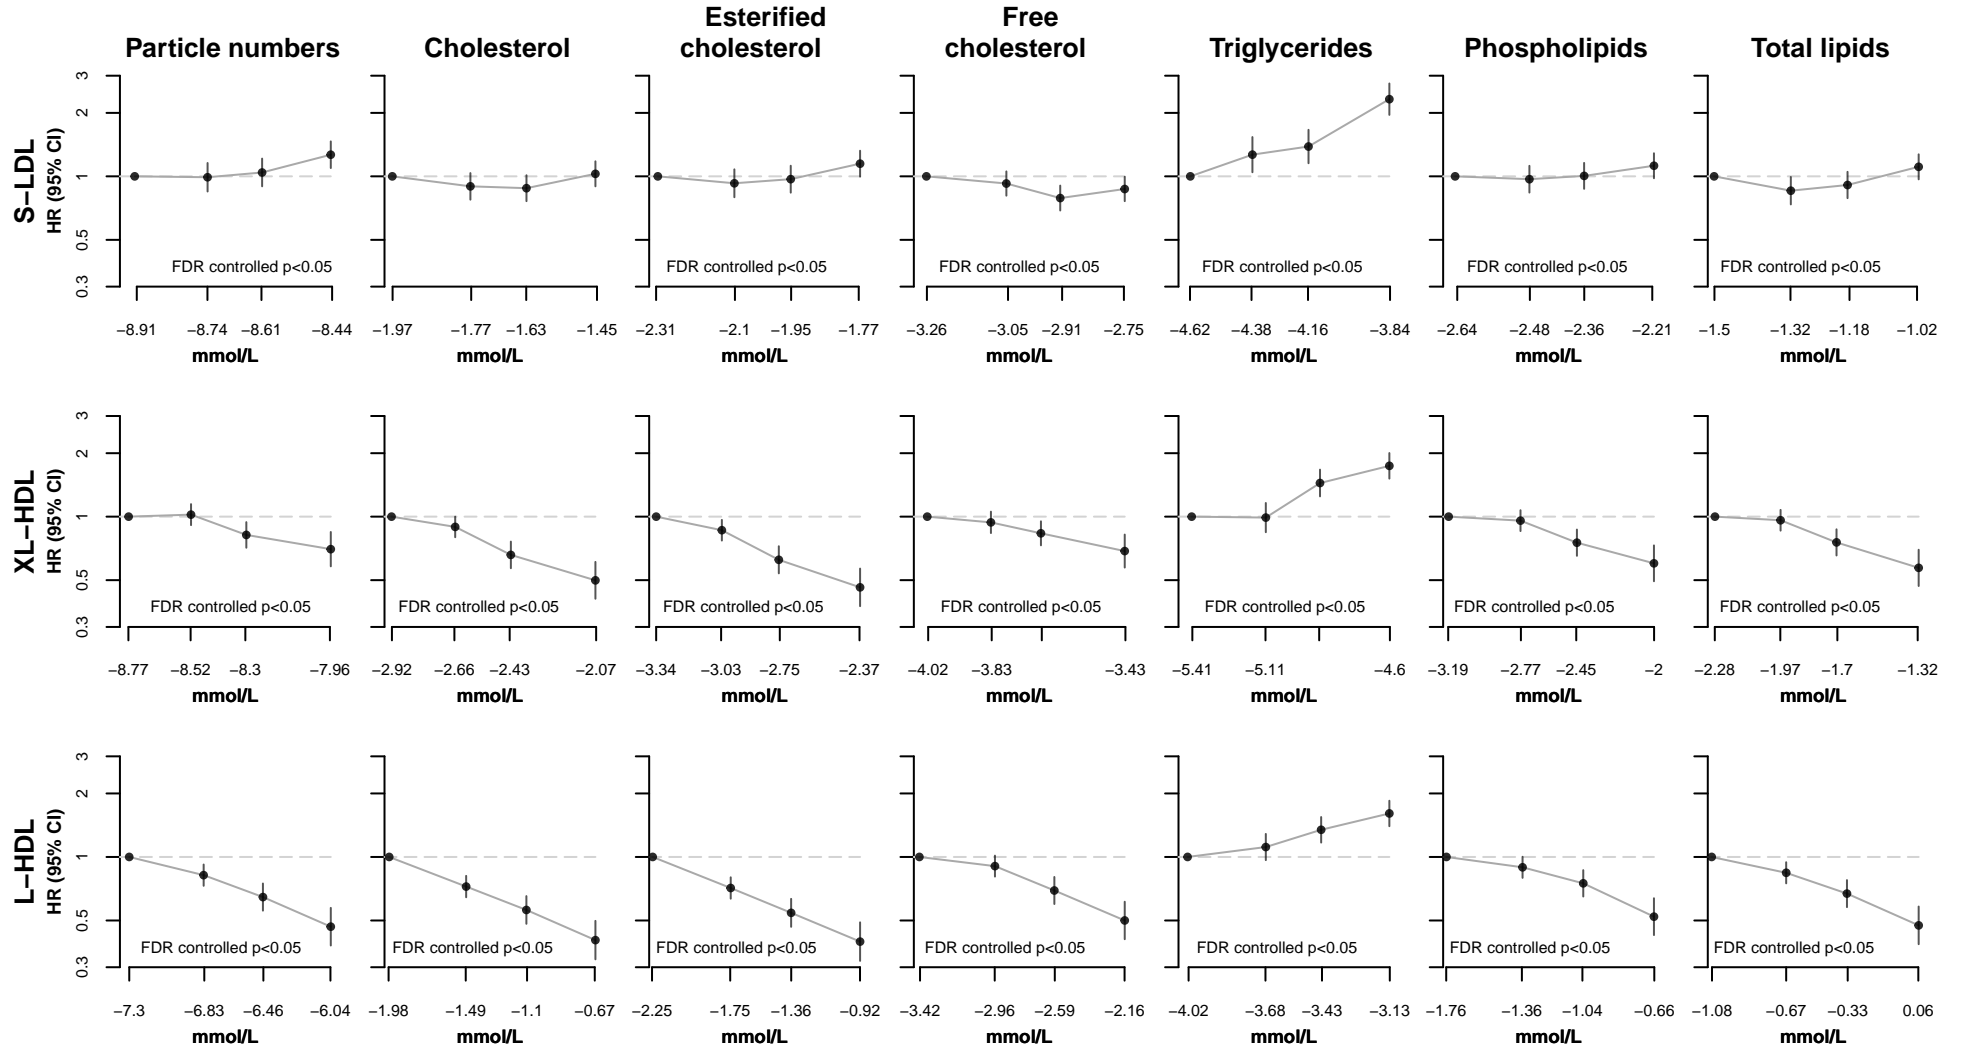 Esterified Free
Particle numbers Cholesterol cholesterol cholesterol Triglycerides Phospholipids Total lipids
S–LDL
HR (95% CI)
3
2
1
0.5
0.3
FDR controlled p<0.05 FDR controlled p<0.05 FDR controlled p<0.05 FDR controlled p<0.05 FDR controlled p<0.05 FDR controlled p<0.05
−8.91 −8.74 −8.61 −8.44 −1.97 −1.77 −1.63 −1.45 −2.31 −2.1 −1.95 −1.77 −3.26 −3.05 −2.91 −2.75 −4.62 −4.38 −4.16 −3.84 −2.64 −2.48 −2.36 −2.21 −1.5 −1.32 −1.18 −1.02
mmol/L mmol/L mmol/L mmol/L mmol/L mmol/L mmol/L
XL–HDL
HR (95% CI)
3
2
1
0.5
0.3
FDR controlled p<0.05 FDR controlled p<0.05 FDR controlled p<0.05 FDR controlled p<0.05 FDR controlled p<0.05 FDR controlled p<0.05 FDR controlled p<0.05
−8.77 −8.52 −8.3 −7.96 −2.92 −2.66 −2.43 −2.07 −3.34 −3.03 −2.75 −2.37 −4.02 −3.83 −3.43 −5.41 −5.11 −4.6 −3.19 −2.77 −2.45 −2 −2.28 −1.97 −1.7 −1.32
mmol/L mmol/L mmol/L mmol/L mmol/L mmol/L mmol/L
L–HDL
HR (95% CI)
3
2
1
0.5
0.3
FDR controlled p<0.05 FDR controlled p<0.05 FDR controlled p<0.05 FDR controlled p<0.05 FDR controlled p<0.05 FDR controlled p<0.05 FDR controlled p<0.05
−7.3 −6.83 −6.46 −6.04 −1.98 −1.49 −1.1 −0.67 −2.25 −1.75 −1.36 −0.92 −3.42 −2.96 −2.59 −2.16 −4.02 −3.68 −3.43 −3.13 −1.76 −1.36 −1.04 −0.66 −1.08 −0.67 −0.33 0.06
mmol/L mmol/L mmol/L mmol/L mmol/L mmol/L mmol/L